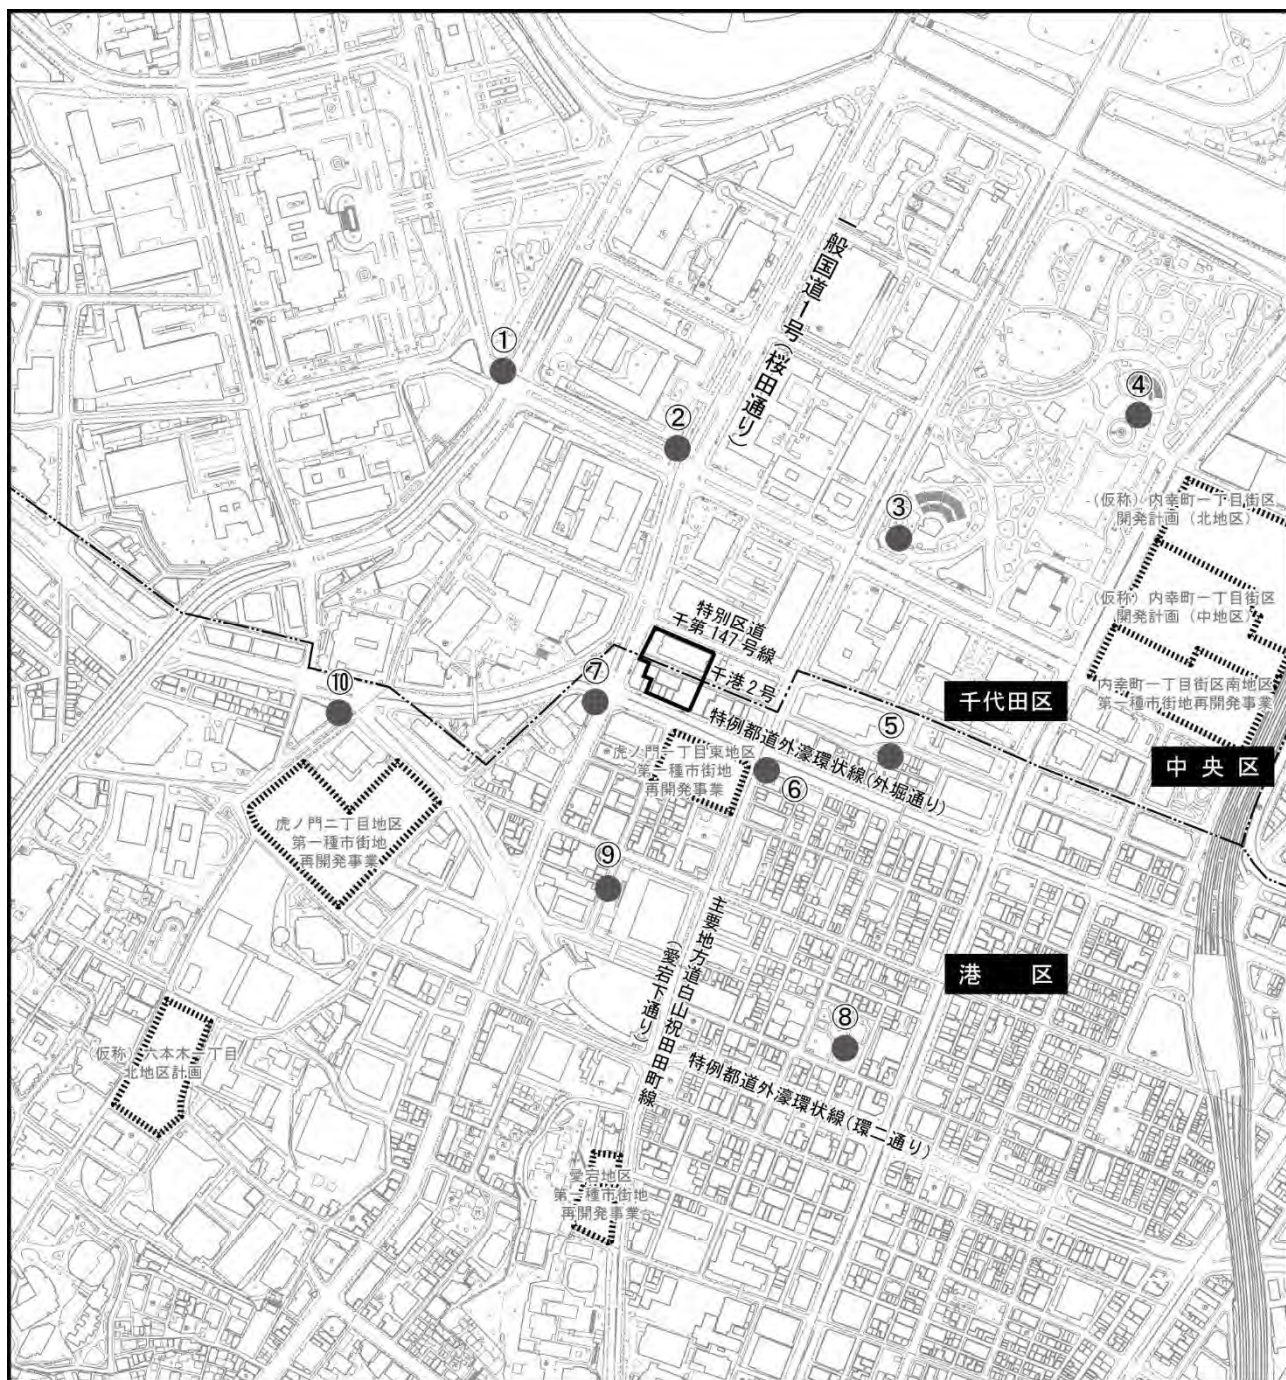 ①
一般国道1号(桜田通り)
②
④
③
(仮称)内幸町一丁目街区
開発計画(北地区)
(仮称)内幸町一丁目街区
開発計画(中地区)
内幸町一丁目街区南地区
第一種市街地再開発事業
特別区道
千第147号線
千港2号
⑦
⑩
千代田区
中央区
特例都道外濠環状線(外堀通り)
⑤
⑥
虎ノ門一丁目東地区
第一種市街地
再開発事業
虎ノ門二丁目地区
第一種市街地
再開発事業
⑨
主要地方道白山祝田田町線
(愛宕下通り)
港区
⑧
特例都道外濠環状線(環二通り)
(仮称)六本木一丁目
北地区計画
愛宕地区
第一種市街地
再開発事業